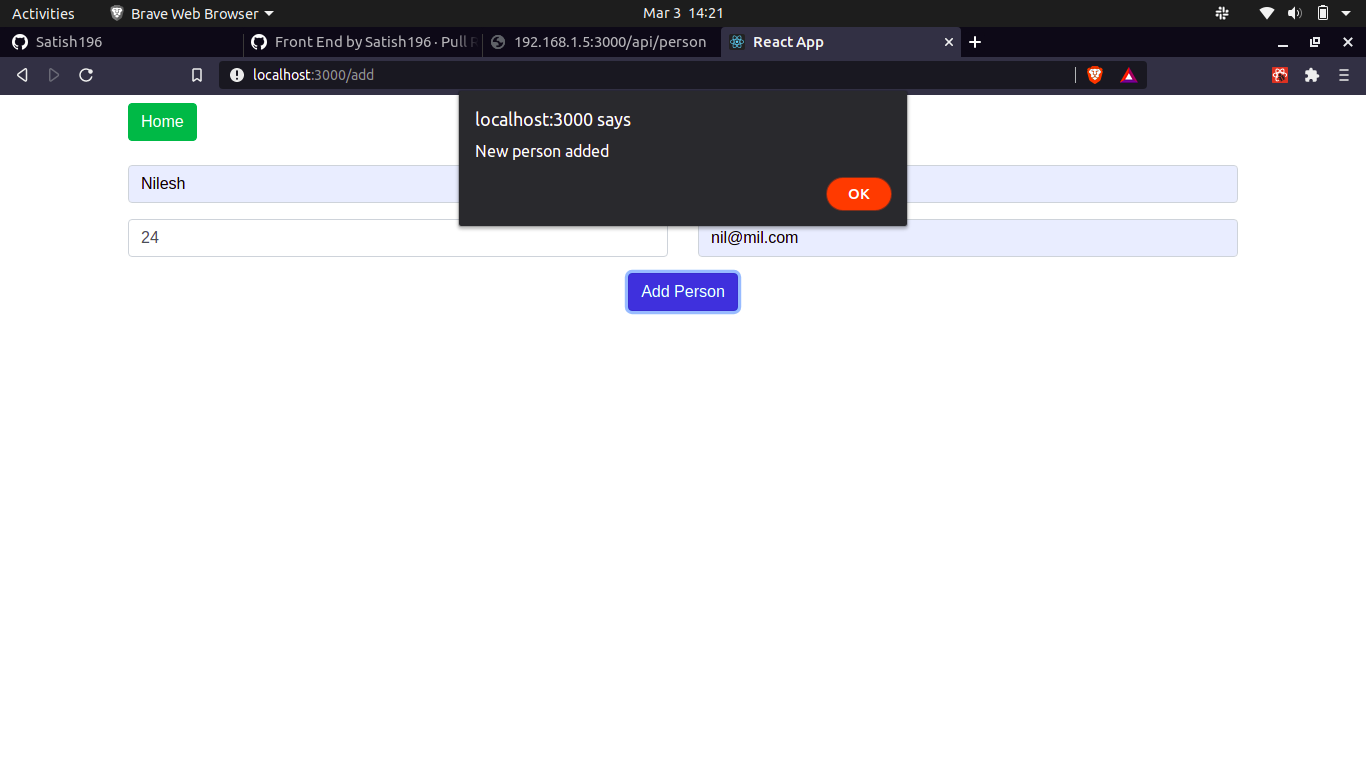 Activities Brave Web Browser Mar 3 14:21
Satish196 Front End by Satish196 · Pull 192.168.1.5:3000/api/person React App
localhost:3000/add
Home
localhost:3000 says
New person added
OK
Nilesh
24 nil@mil.com
Add Person